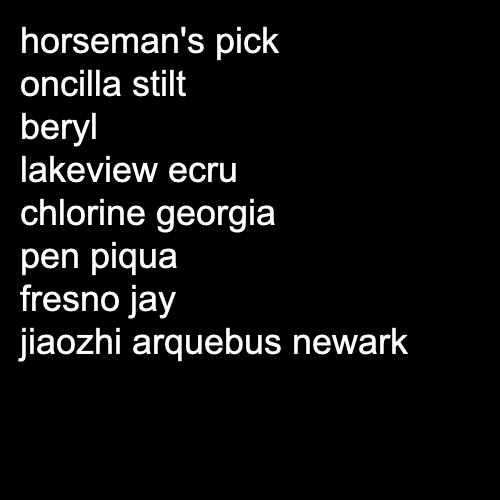 horseman's pick
oncilla stilt
beryl
lakeview ecru
chlorine georgia
pen piqua
fresno jay
jiaozhi arquebus newark